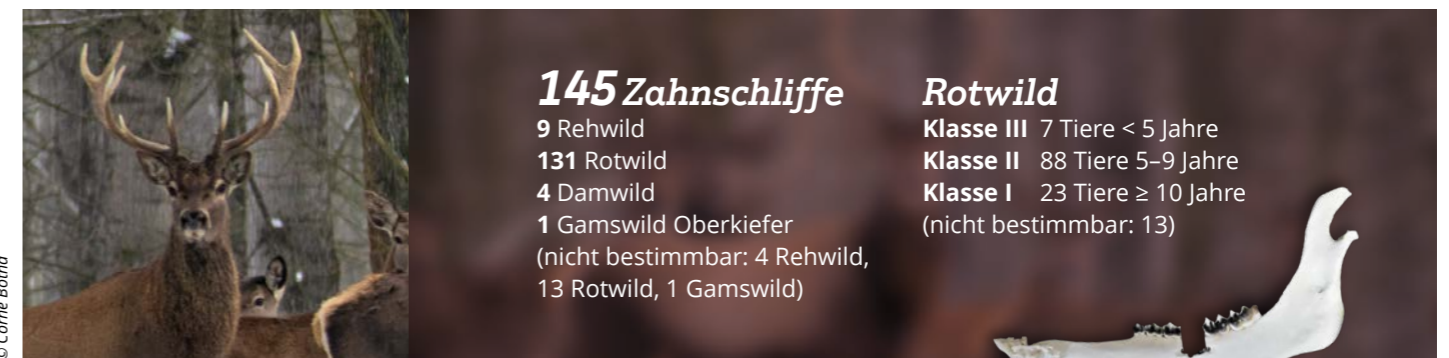 145 Zahnschliffe
9 Rehwild
131 Rotwild
4 Damwild
1 Gamswild Oberkiefer
(nicht bestimmbar: 4 Rehwild,
13 Rotwild, 1 Gamswild)
Rotwild
Klasse III 7 Tiere < 5 Jahre
Klasse II 88 Tiere 5–9 Jahre
Klasse I 23 Tiere ≥ 10 Jahre
(nicht bestimmbar: 13)
© Corrie Botha